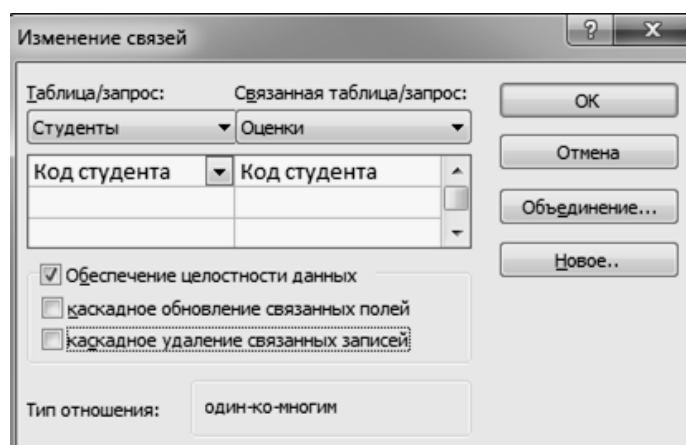 Изменение связей
Таблица/запрос: Связанная таблица/запрос:
Студенты Оценки
Код студента Код студента
Обеспечение целостности данных
каскадное обновление связанных полей
каскадное удаление связанных записей
Тип отношения: один-ко-многим
ОК
Отмена
Объединение...
Новое..